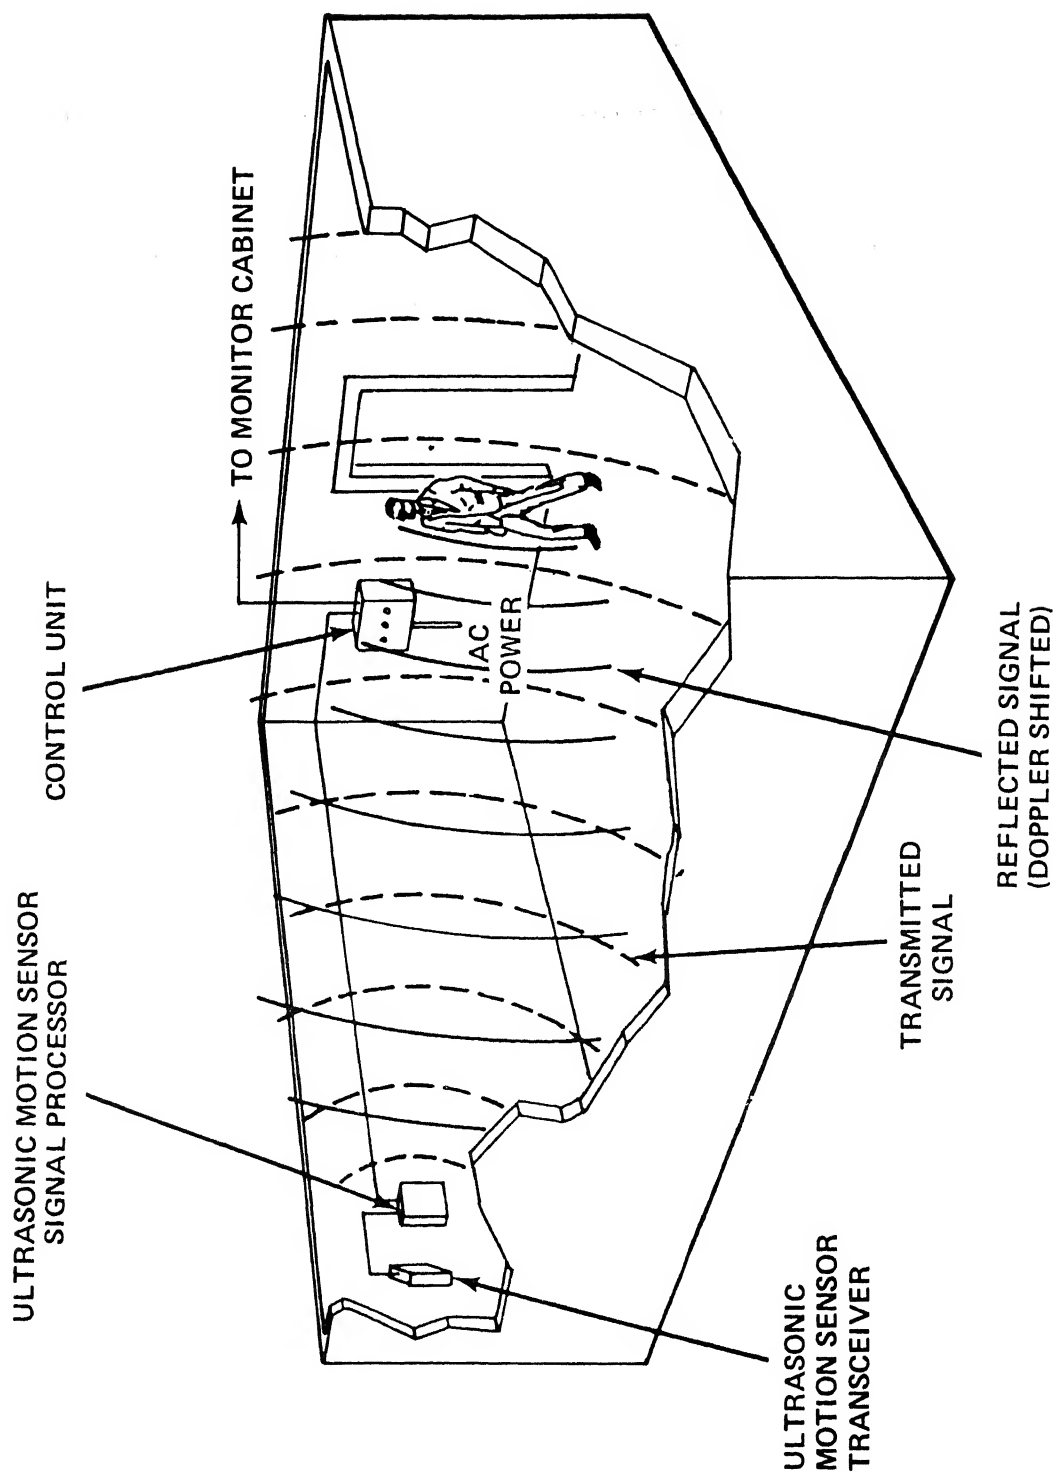 ULTRASONIC MOTION SENSOR
SIGNAL PROCESSOR
CONTROL UNIT
TO MONITOR CABINET
AC
POWER
ULTRASONIC
MOTION SENSOR
TRANSCEIVER
TRANSMITTED
SIGNAL
REFLECTED SIGNAL
(DOPPLER SHIFTED)